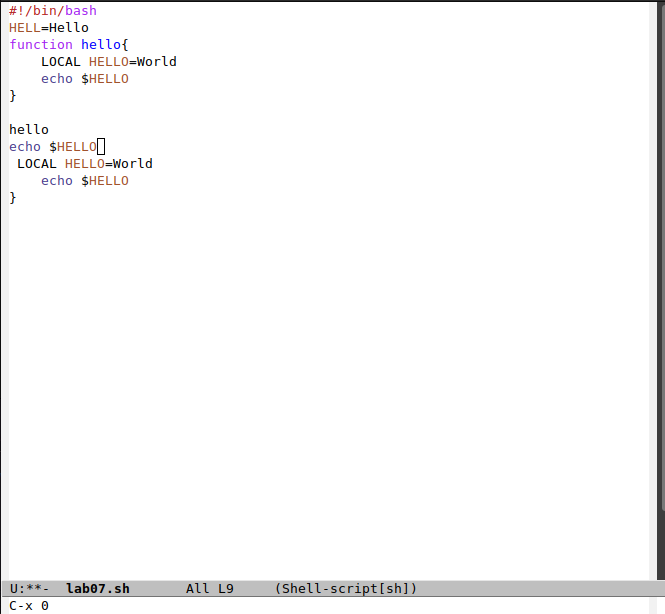 #!/bin/bash
HELL=Hello
function hello{
    LOCAL HELLO=World
    echo $HELLO
}

hello
echo $HELLO
 LOCAL HELLO=World
    echo $HELLO
}
U:**-  lab07.sh       All L9     (Shell-script[sh])
C-x 0